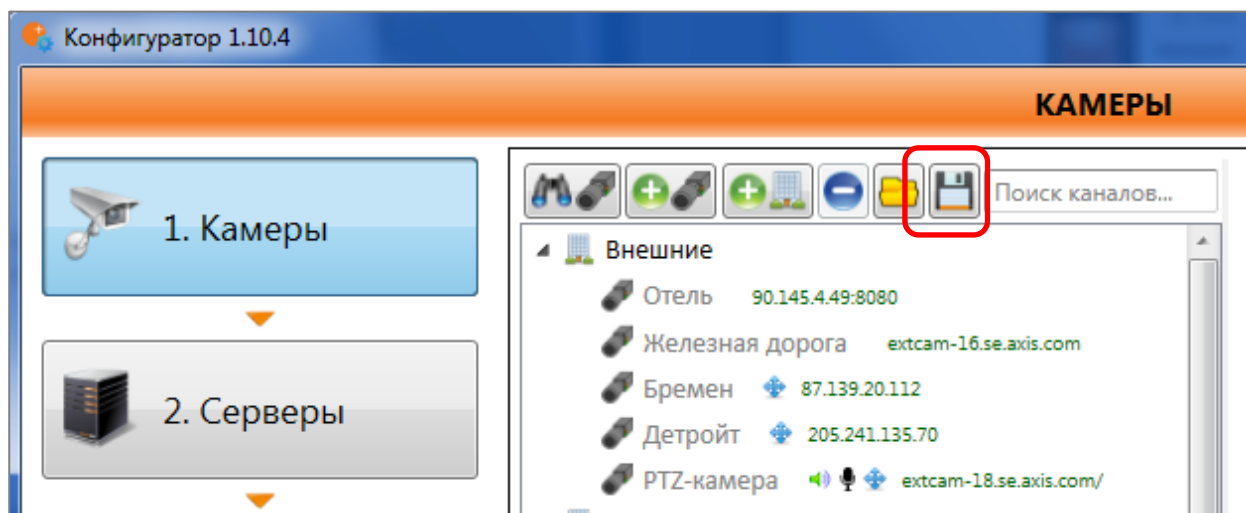 Конфигуратор 1.10.4
КАМЕРЫ
1. Камеры
2. Серверы
Поиск каналов...
Внешние
Отель 90.145.4.49:8080
Железная дорога extcam-16.se.axis.com
Бремен 87.139.20.112
Детройт 205.241.135.70
PTZ-камера extcam-18.se.axis.com/